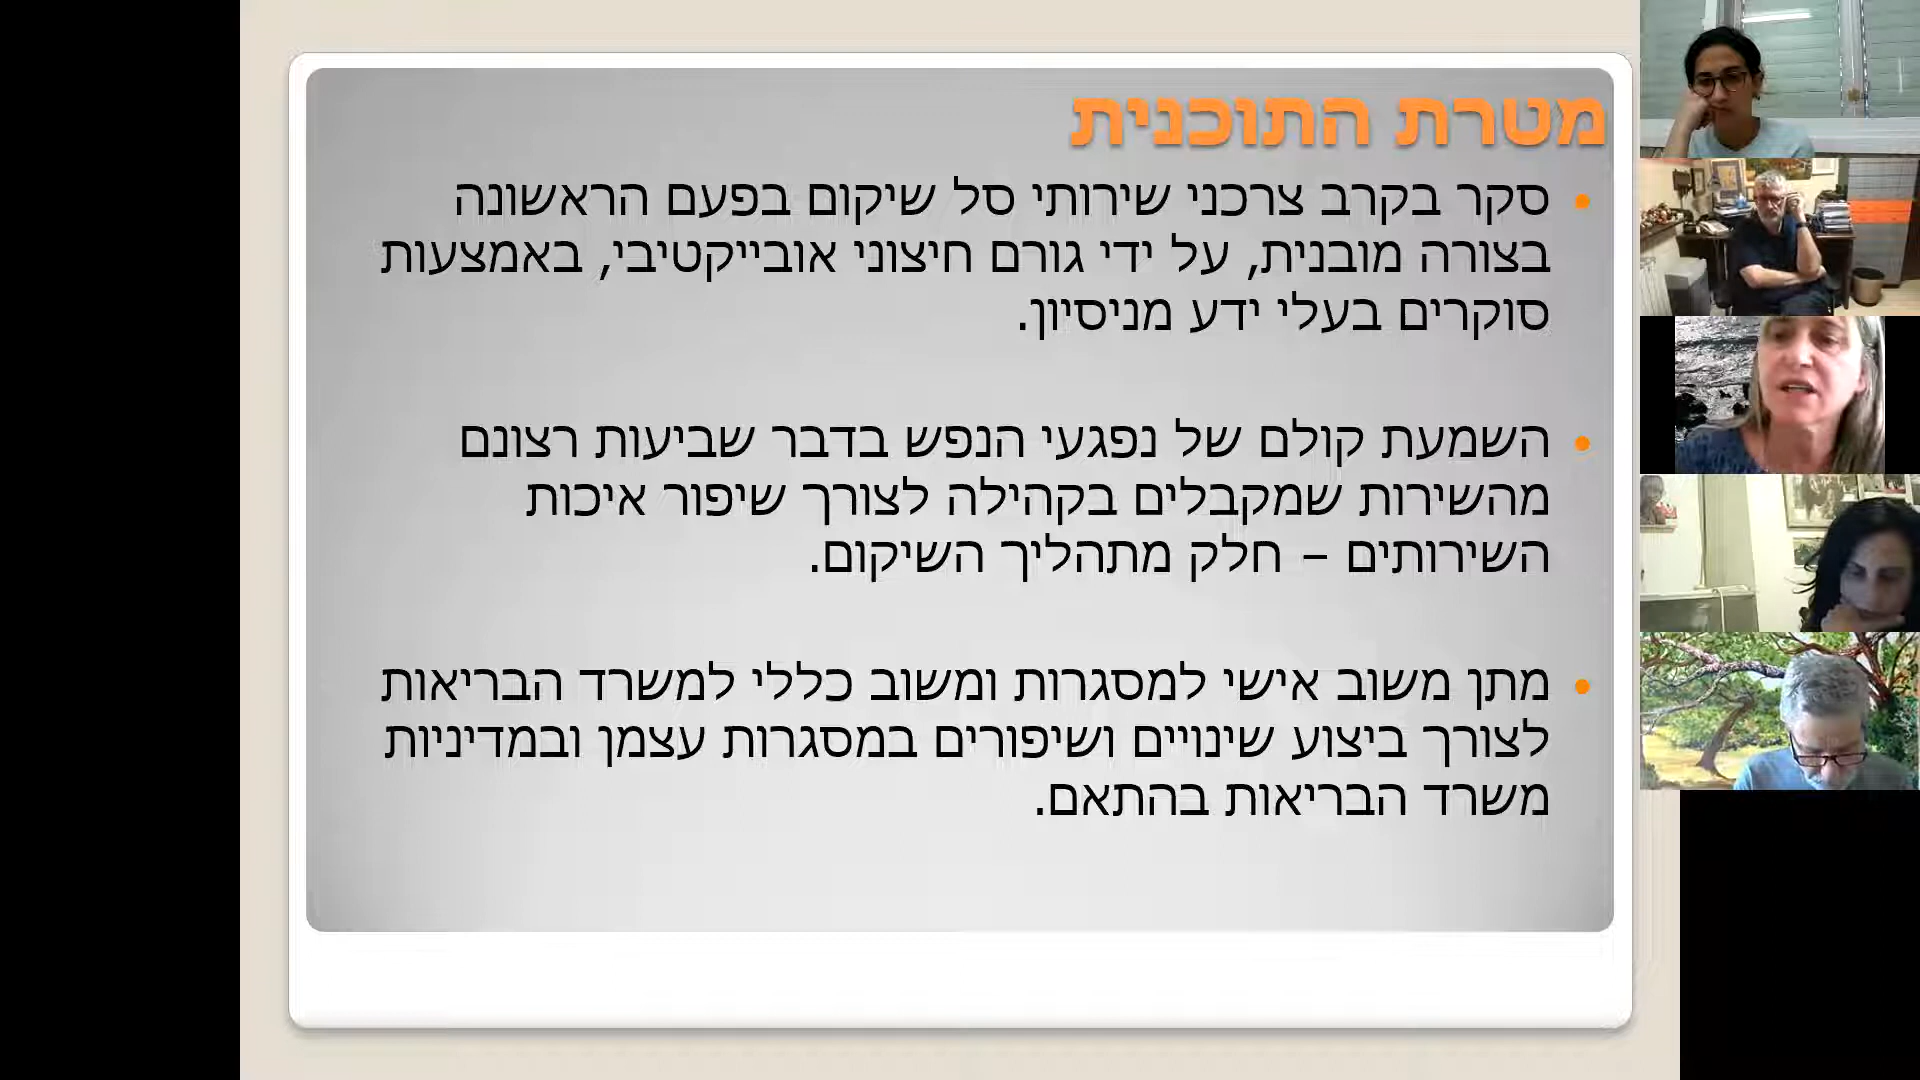 מטרת התוכנית
• סקר בקרב צרכני שירותי סל שיקום בפעם הראשונה
בצורה מובנית, על ידי גורם חיצוני אובייקטיבי, באמצעות
סוקרים בעלי ידע מניסיון.
• השמעת קולם של נפגעי הנפש בדבר שביעות רצונם
מהשירות שמקבלים בקהילה לצורך שיפור איכות
השירותים – חלק מתהליך השיקום.
• מתן משוב אישי למסגרות ומשוב כללי למשרד הבריאות
לצורך ביצוע שינויים ושיפורים במסגרות עצמן ובמדיניות
משרד הבריאות בהתאם.